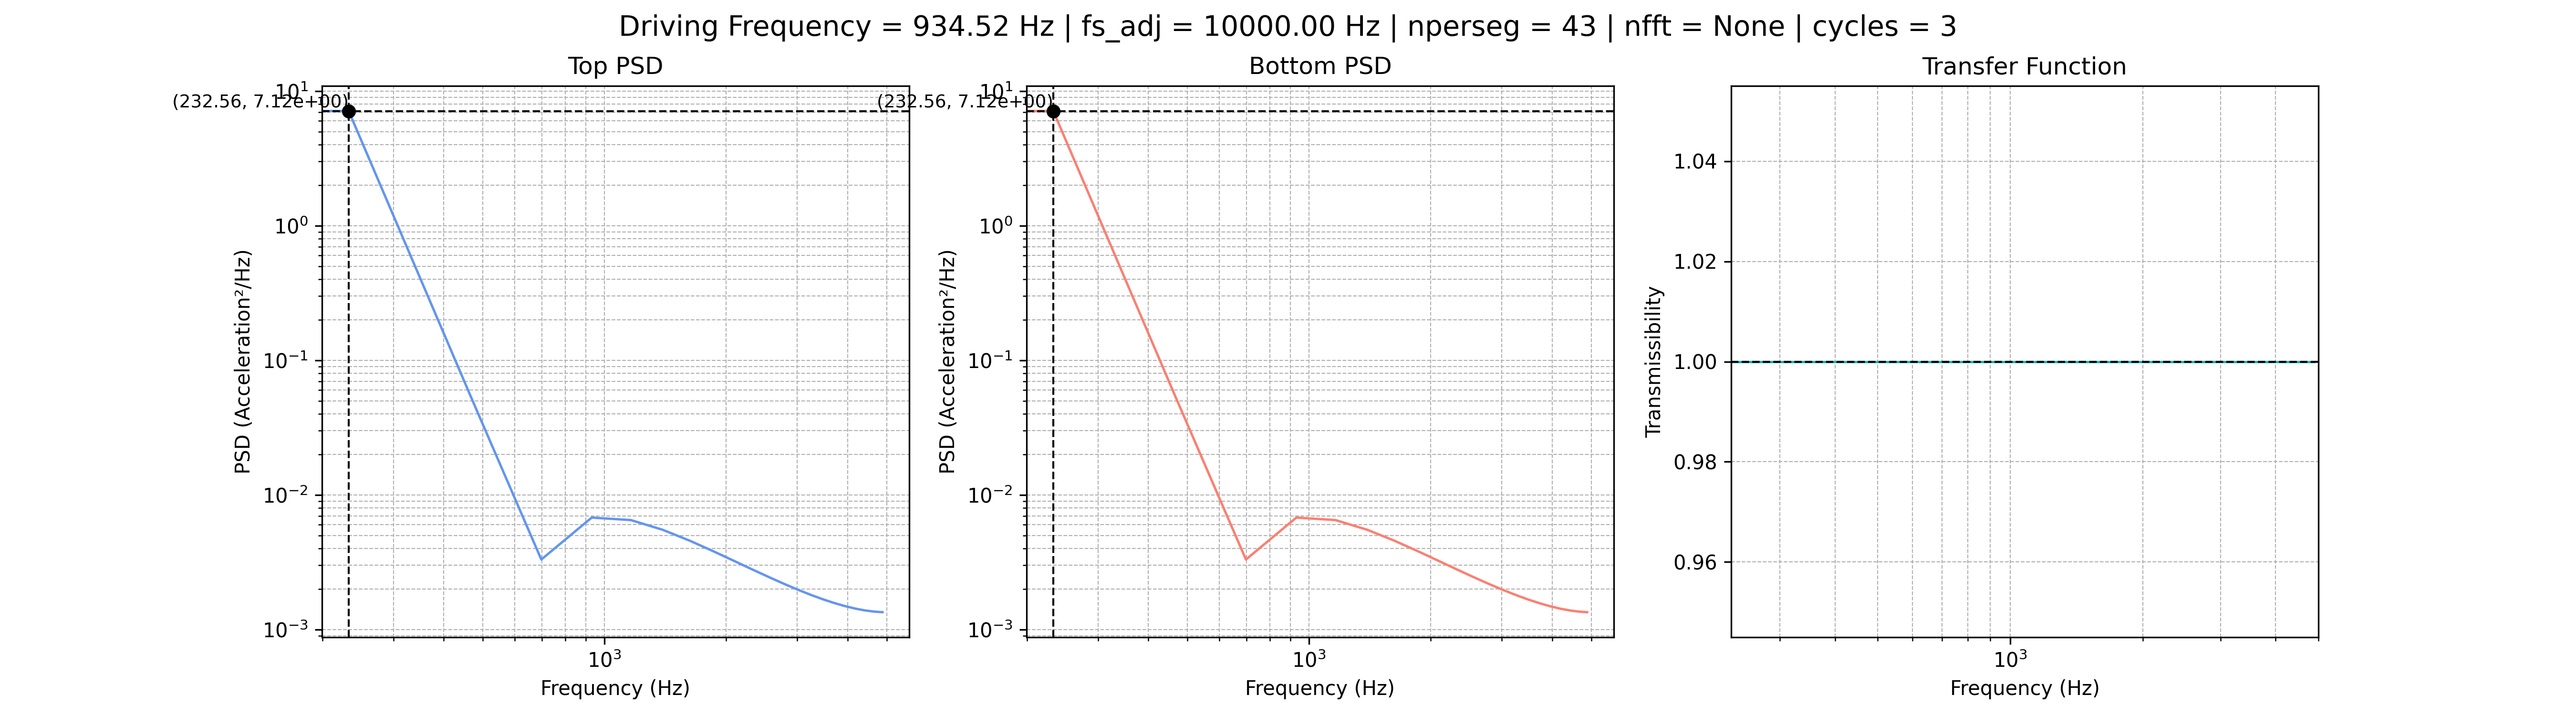 Driving Frequency = 934.52 Hz | fs_adj = 10000.00 Hz | nperseg = 43 | nfft = None | cycles = 3
Top PSD
(232.56, 7.12e+00)
10¹
10⁰
10⁻¹
10⁻²
10⁻³
PSD (Acceleration²/Hz)
10³
Frequency (Hz)
Bottom PSD
(232.56, 7.12e+00)
10¹
10⁰
10⁻¹
10⁻²
10⁻³
PSD (Acceleration²/Hz)
10³
Frequency (Hz)
Transfer Function
1.04
1.02
1.00
0.98
0.96
Transmissibility
10³
Frequency (Hz)